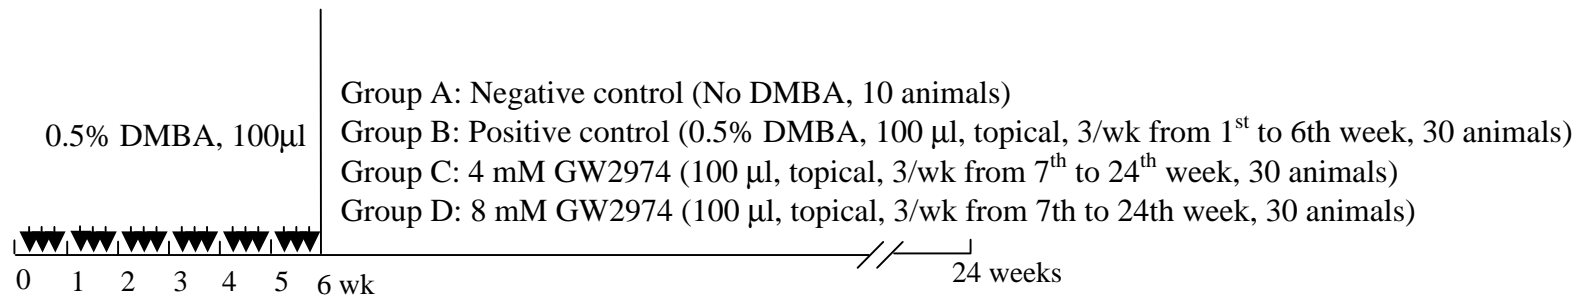 Group A: Negative control (No DMBA, 10 animals)
0.5% DMBA, 100μl
Group B: Positive control (0.5% DMBA, 100 μl, topical, 3/wk from 1st to 6th week, 30 animals)
Group C: 4 mM GW2974 (100 μl, topical, 3/wk from 7th to 24th week, 30 animals)
Group D: 8 mM GW2974 (100 μl, topical, 3/wk from 7th to 24th week, 30 animals)
0 1 2 3 4 5 6 wk 24 weeks